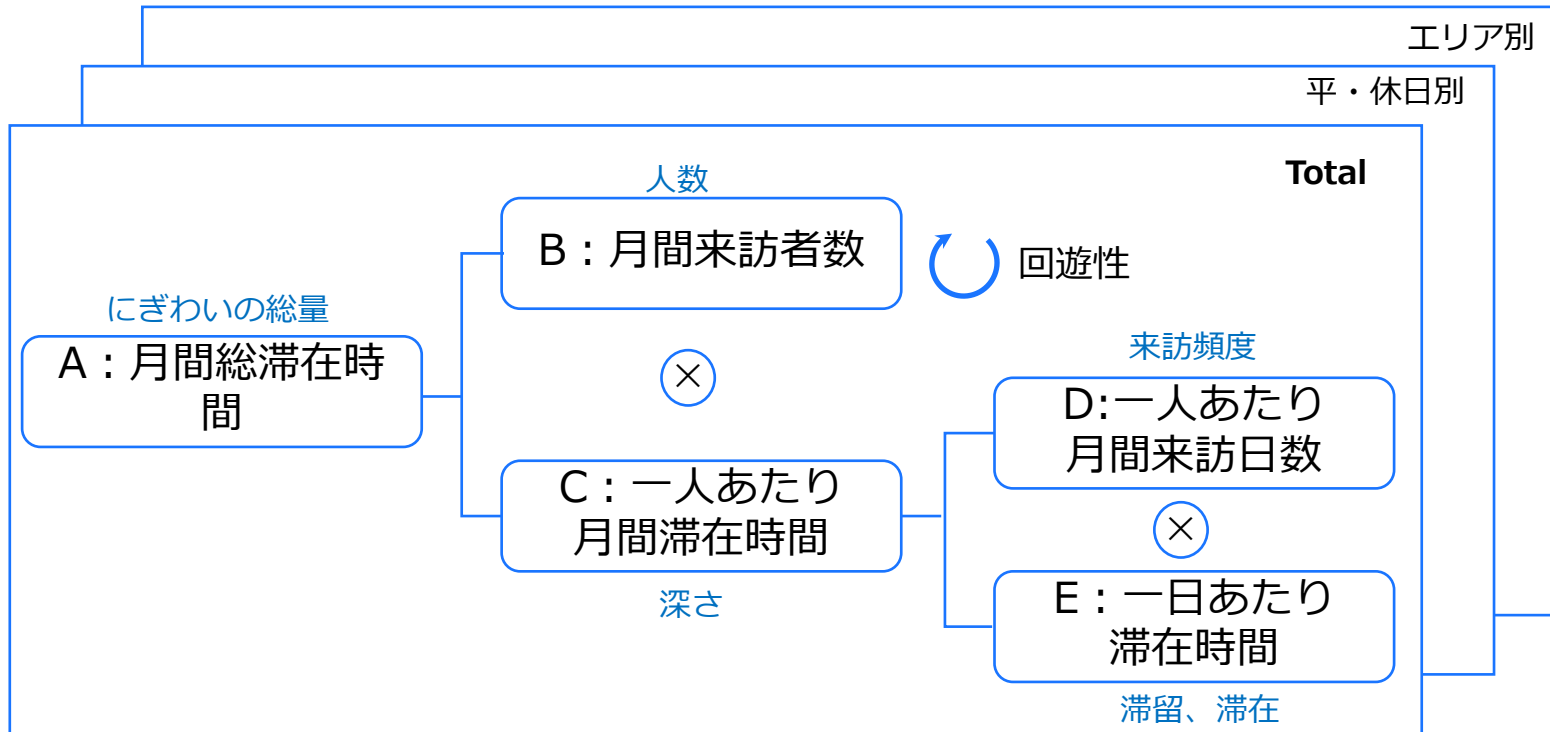 エリア別
平・休日別
Total
人数
B:月間来訪者数
回遊性
にぎわいの総量
A:月間総滞在時
間
×
来訪頻度
D:一人あたり
月間来訪日数
C:一人あたり
月間滞在時間
深さ
×
E:一日あたり
滞在時間
滞留、滞在